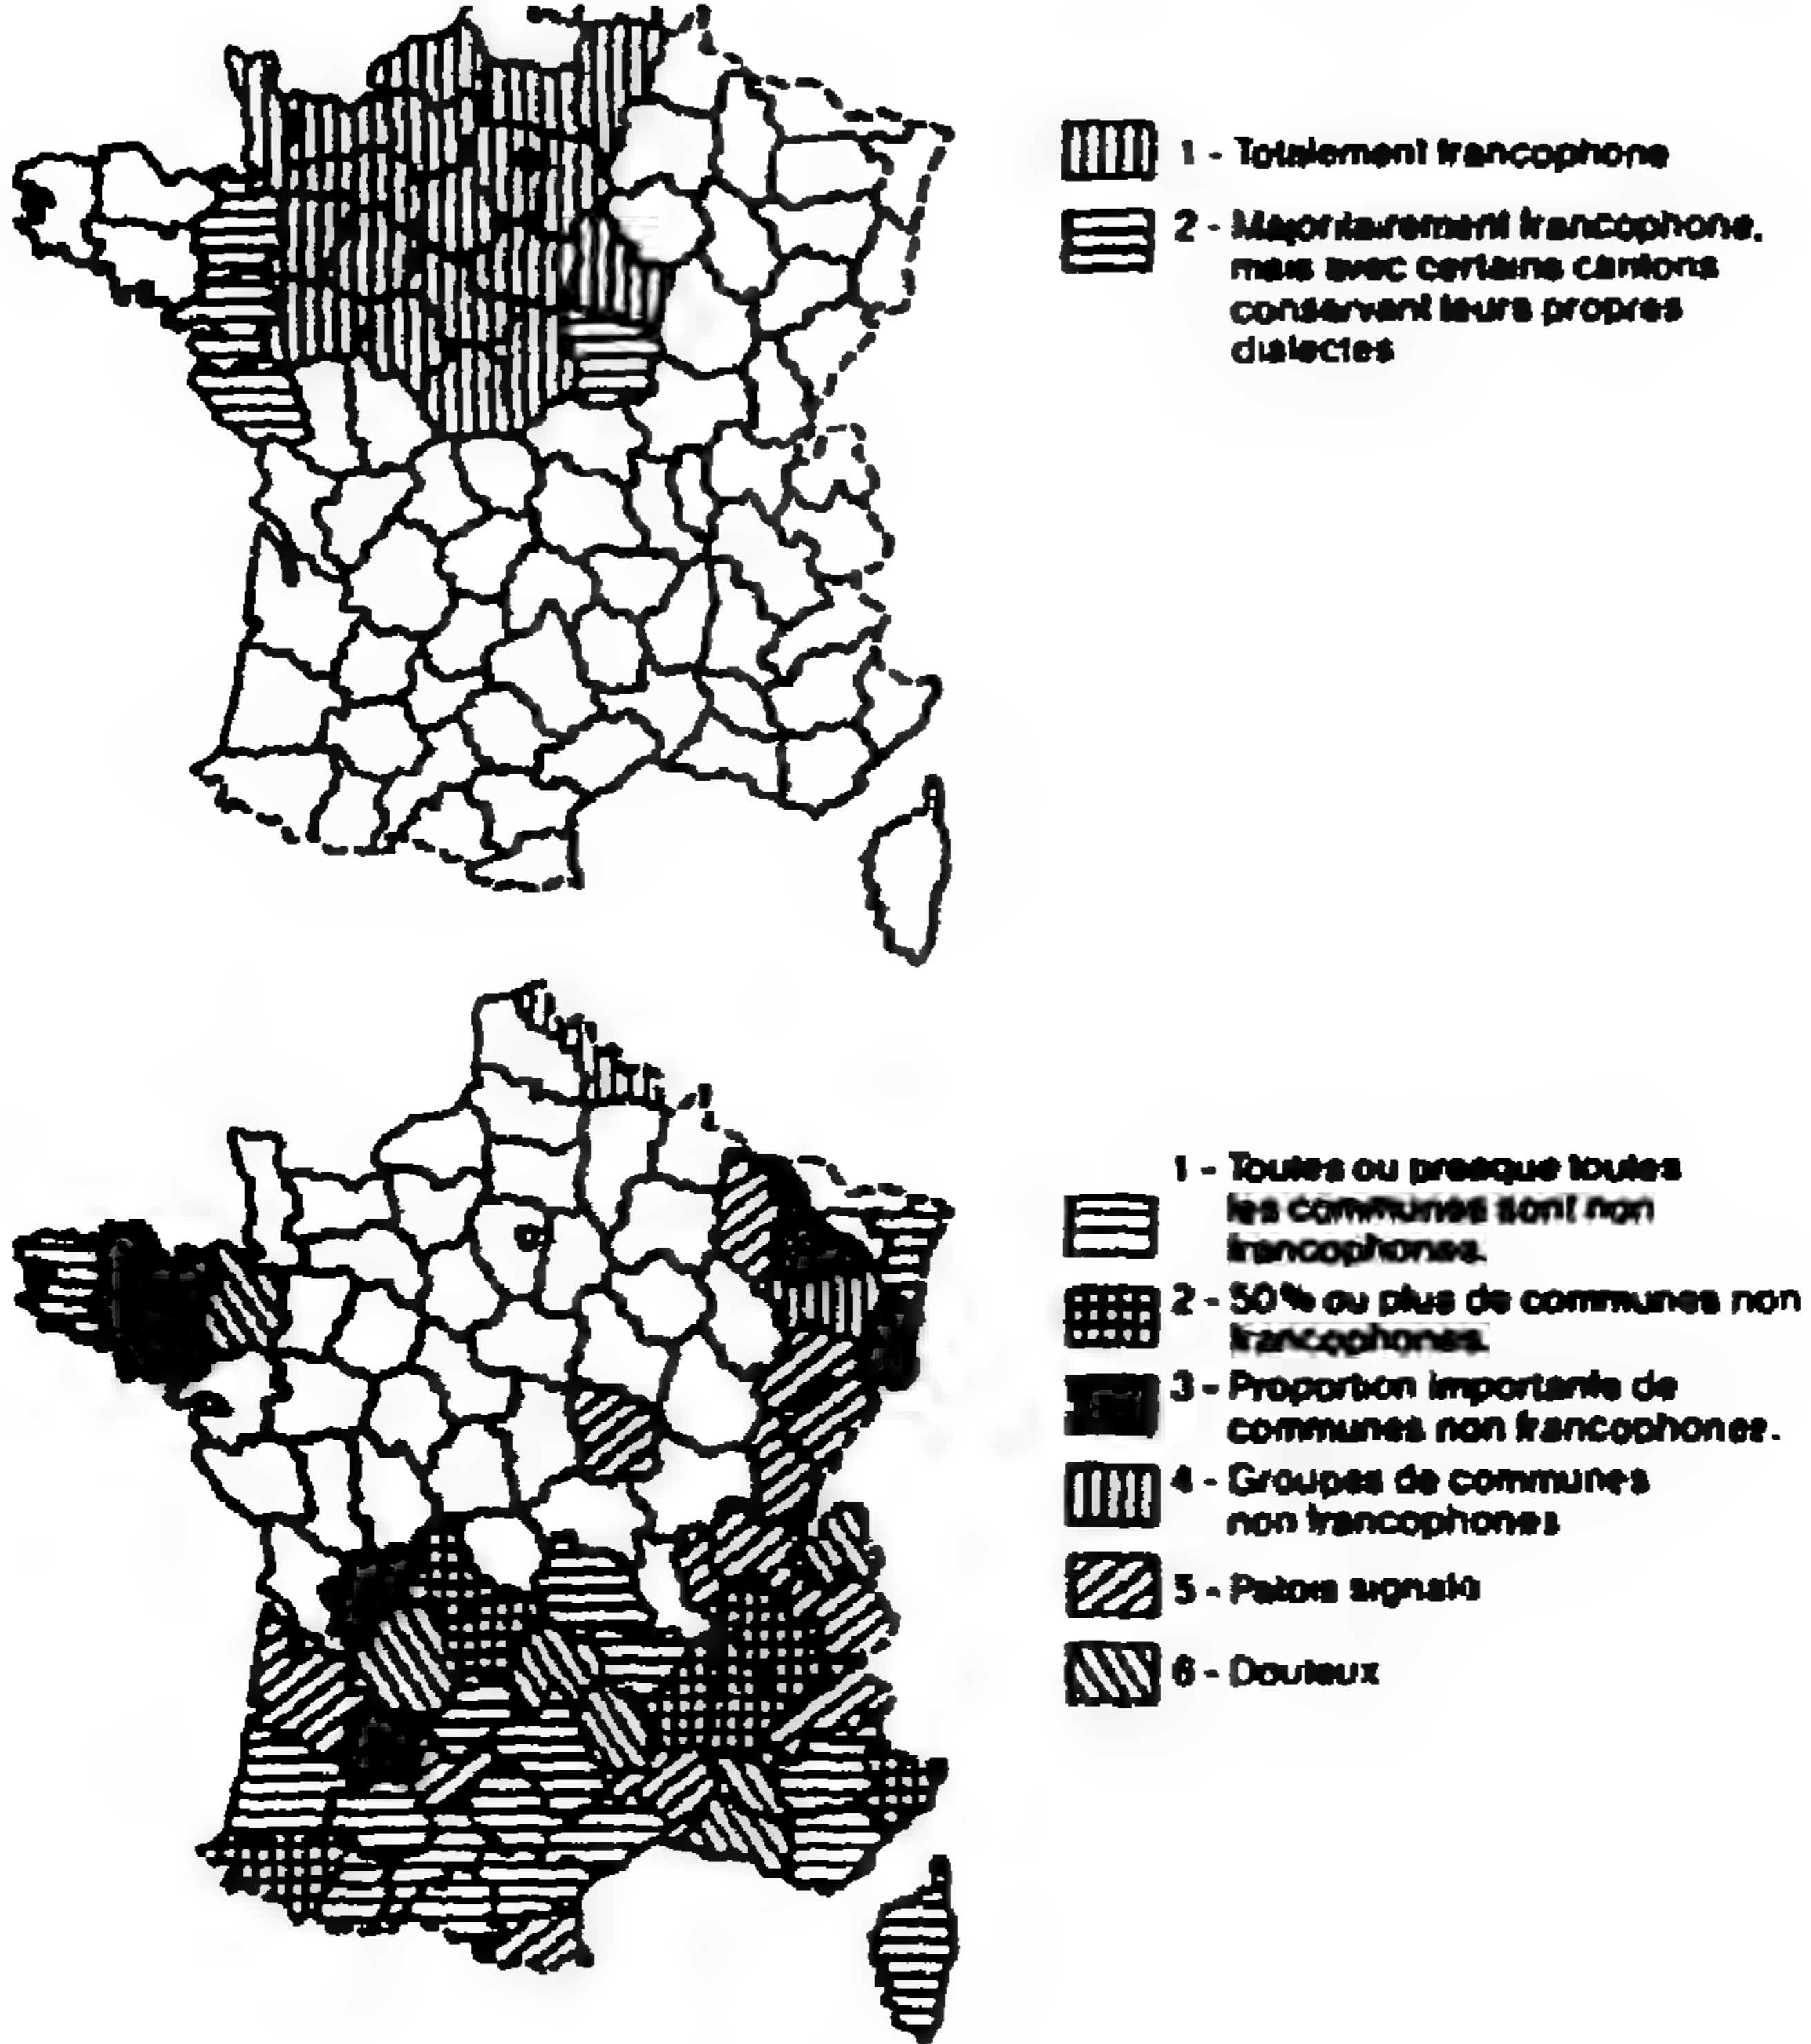 1 - Totalement francophone
2 - Majoritairement francophone,
mais avec certains cantons
conservant leurs propres
dialectes
1 - Toutes ou presque toutes
les communes sont non
francophones.
2 - 50 % ou plus de communes non
francophones.
3 - Proportion importante de
communes non francophones.
4 - Groupes de communes
non francophones
5 - Patois signalé
6 - Douteux